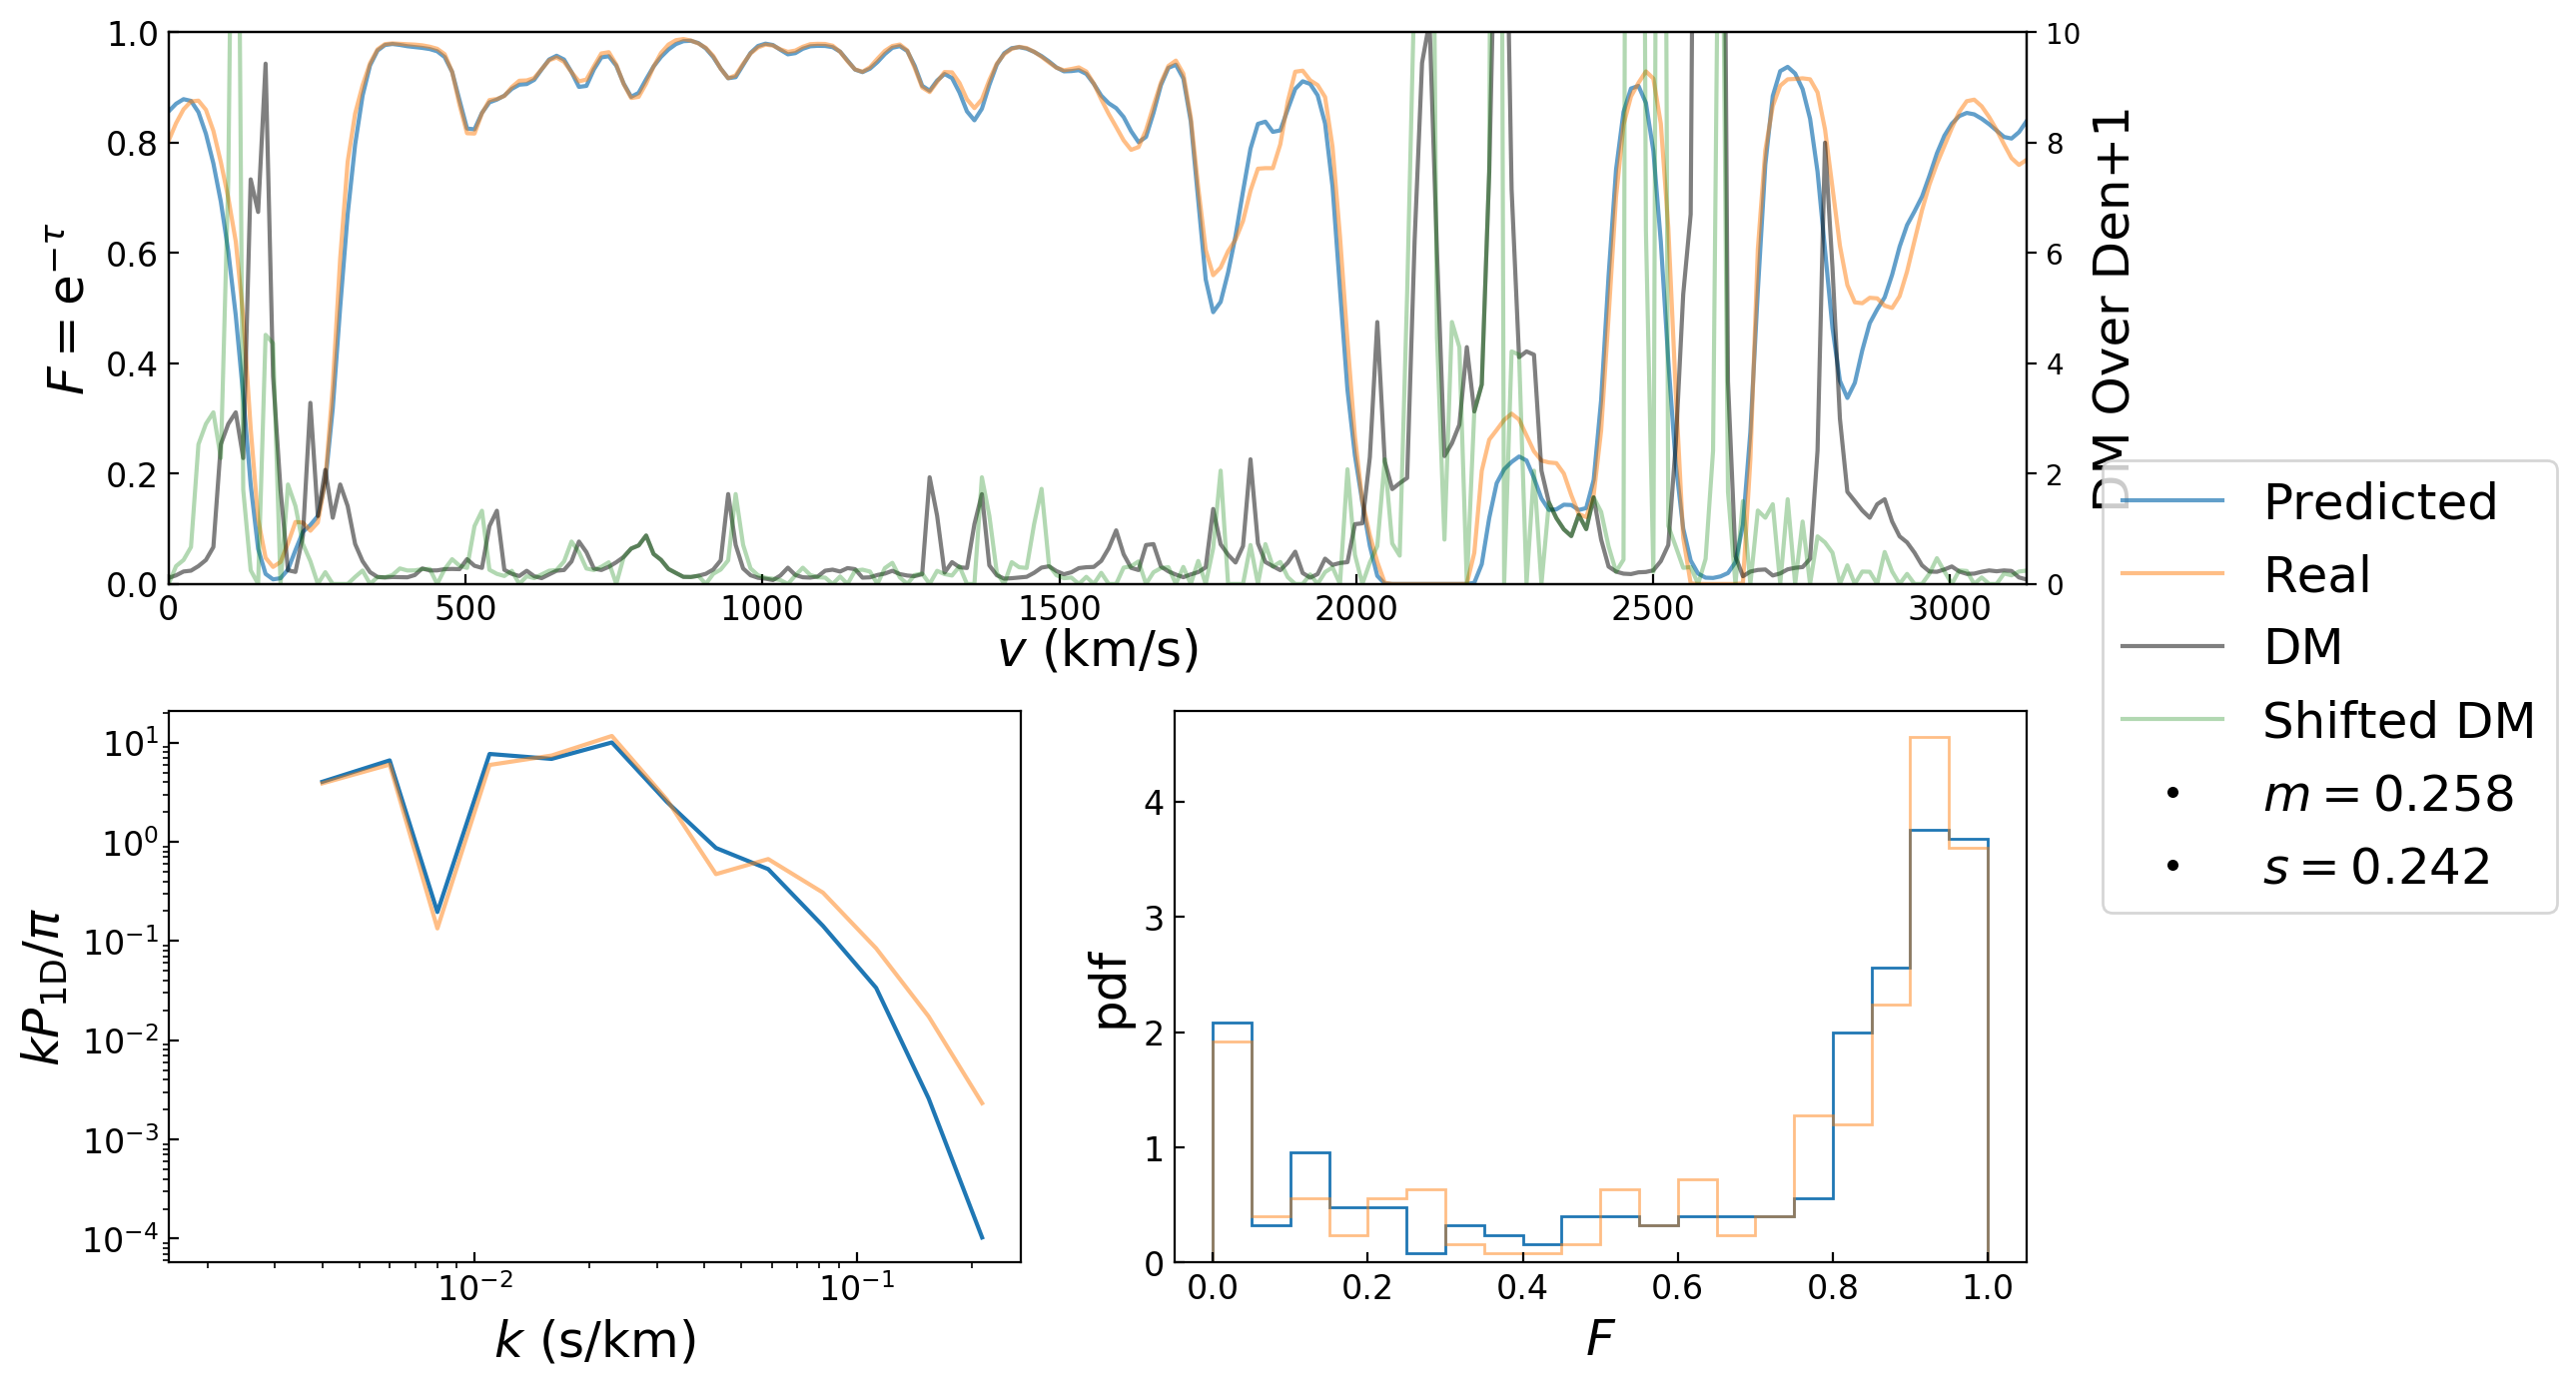 1.0
0.8
0.6
0.4
0.2
0.0
F = e^{-τ}
10
8
6
4
2
0
DM Over Den+1
0 500 1000 1500 2000 2500 3000
v (km/s)
Predicted
Real
DM
Shifted DM
m = 0.258
s = 0.242
10^1
10^0
10^{-1}
10^{-2}
10^{-3}
10^{-4}
kP_{1D}/π
10^{-2} 10^{-1}
k (s/km)
4
3
2
1
0
pdf
0.0 0.2 0.4 0.6 0.8 1.0
F